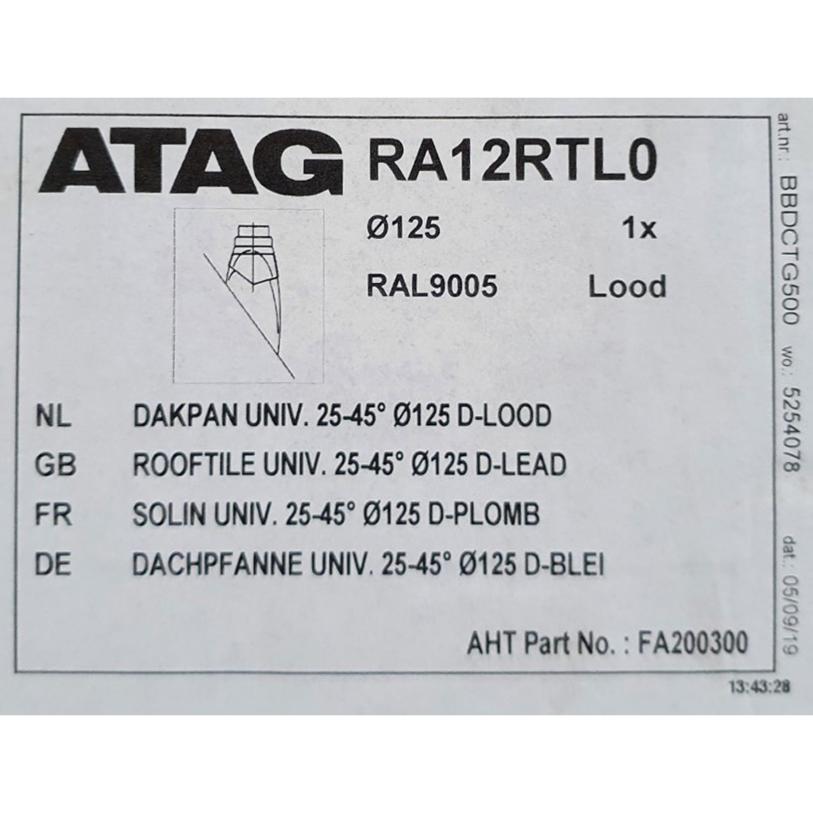 ATAG RA12RTL0
Ø125 1x
RAL9005 Lood
NL DAKPAN UNIV. 25-45° Ø125 D-LOOD
GB ROOFTILE UNIV. 25-45° Ø125 D-LEAD
FR SOLIN UNIV. 25-45° Ø125 D-PLOMB
DE DACHPFANNE UNIV. 25-45° Ø125 D-BLEI
AHT Part No. : FA200300
13:43:28
art.nr.: BBDCTG500 wo.: 5254078 dat.: 05/09/19